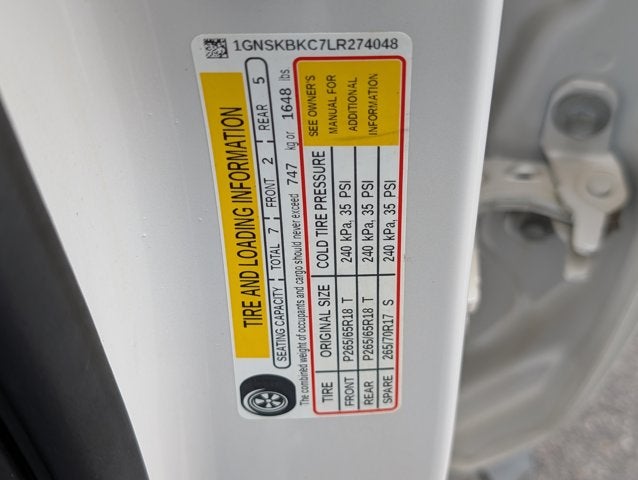 1GNSKBKC7LR274048
TIRE AND LOADING INFORMATION
SEATING CAPACITY TOTAL 7 FRONT 2 REAR 5
The combined weight of occupants and cargo should never exceed 747 kg or 1648 lbs
TIRE ORIGINAL SIZE COLD TIRE PRESSURE SEE OWNER'S
FRONT P265/65R18 T 240 kPa, 35 PSI MANUAL FOR
REAR P265/65R18 T 240 kPa, 35 PSI ADDITIONAL
SPARE 265/70R17 S 240 kPa, 35 PSI INFORMATION